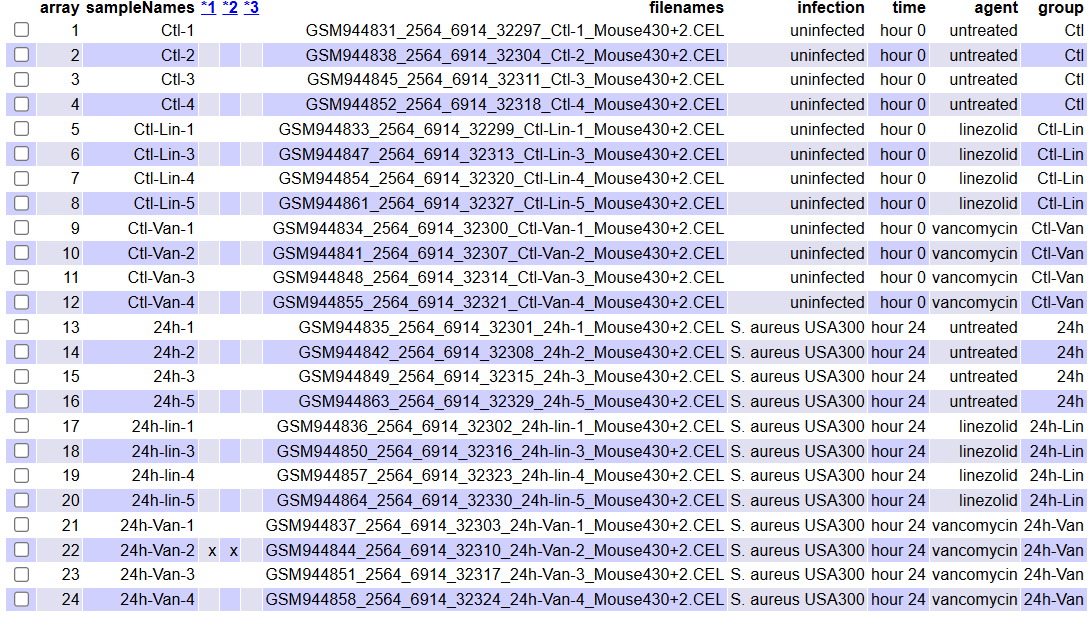 array sampleNames *1 *2 *3 filenames infection time agent group
1 Ctl-1 GSM944831_2564_6914_32297_Ctl-1_Mouse430+2.CEL uninfected hour 0 untreated Ctl
2 Ctl-2 GSM944838_2564_6914_32304_Ctl-2_Mouse430+2.CEL uninfected hour 0 untreated Ctl
3 Ctl-3 GSM944845_2564_6914_32311_Ctl-3_Mouse430+2.CEL uninfected hour 0 untreated Ctl
4 Ctl-4 GSM944852_2564_6914_32318_Ctl-4_Mouse430+2.CEL uninfected hour 0 untreated Ctl
5 Ctl-Lin-1 GSM944833_2564_6914_32299_Ctl-Lin-1_Mouse430+2.CEL uninfected hour 0 linezolid Ctl-Lin
6 Ctl-Lin-3 GSM944847_2564_6914_32313_Ctl-Lin-3_Mouse430+2.CEL uninfected hour 0 linezolid Ctl-Lin
7 Ctl-Lin-4 GSM944854_2564_6914_32320_Ctl-Lin-4_Mouse430+2.CEL uninfected hour 0 linezolid Ctl-Lin
8 Ctl-Lin-5 GSM944861_2564_6914_32327_Ctl-Lin-5_Mouse430+2.CEL uninfected hour 0 linezolid Ctl-Lin
9 Ctl-Van-1 GSM944834_2564_6914_32300_Ctl-Van-1_Mouse430+2.CEL uninfected hour 0 vancomycin Ctl-Van
10 Ctl-Van-2 GSM944841_2564_6914_32307_Ctl-Van-2_Mouse430+2.CEL uninfected hour 0 vancomycin Ctl-Van
11 Ctl-Van-3 GSM944848_2564_6914_32314_Ctl-Van-3_Mouse430+2.CEL uninfected hour 0 vancomycin Ctl-Van
12 Ctl-Van-4 GSM944855_2564_6914_32321_Ctl-Van-4_Mouse430+2.CEL uninfected hour 0 vancomycin Ctl-Van
13 24h-1 GSM944835_2564_6914_32301_24h-1_Mouse430+2.CEL S. aureus USA300 hour 24 untreated 24h
14 24h-2 GSM944842_2564_6914_32308_24h-2_Mouse430+2.CEL S. aureus USA300 hour 24 untreated 24h
15 24h-3 GSM944849_2564_6914_32315_24h-3_Mouse430+2.CEL S. aureus USA300 hour 24 untreated 24h
16 24h-5 GSM944863_2564_6914_32329_24h-5_Mouse430+2.CEL S. aureus USA300 hour 24 untreated 24h
17 24h-lin-1 GSM944836_2564_6914_32302_24h-lin-1_Mouse430+2.CEL S. aureus USA300 hour 24 linezolid 24h-Lin
18 24h-lin-3 GSM944850_2564_6914_32316_24h-lin-3_Mouse430+2.CEL S. aureus USA300 hour 24 linezolid 24h-Lin
19 24h-lin-4 GSM944857_2564_6914_32323_24h-lin-4_Mouse430+2.CEL S. aureus USA300 hour 24 linezolid 24h-Lin
20 24h-lin-5 GSM944864_2564_6914_32330_24h-lin-5_Mouse430+2.CEL S. aureus USA300 hour 24 linezolid 24h-Lin
21 24h-Van-1 GSM944837_2564_6914_32303_24h-Van-1_Mouse430+2.CEL S. aureus USA300 hour 24 vancomycin 24h-Van
22 24h-Van-2 x x GSM944844_2564_6914_32310_24h-Van-2_Mouse430+2.CEL S. aureus USA300 hour 24 vancomycin 24h-Van
23 24h-Van-3 GSM944851_2564_6914_32317_24h-Van-3_Mouse430+2.CEL S. aureus USA300 hour 24 vancomycin 24h-Van
24 24h-Van-4 GSM944858_2564_6914_32324_24h-Van-4_Mouse430+2.CEL S. aureus USA300 hour 24 vancomycin 24h-Van